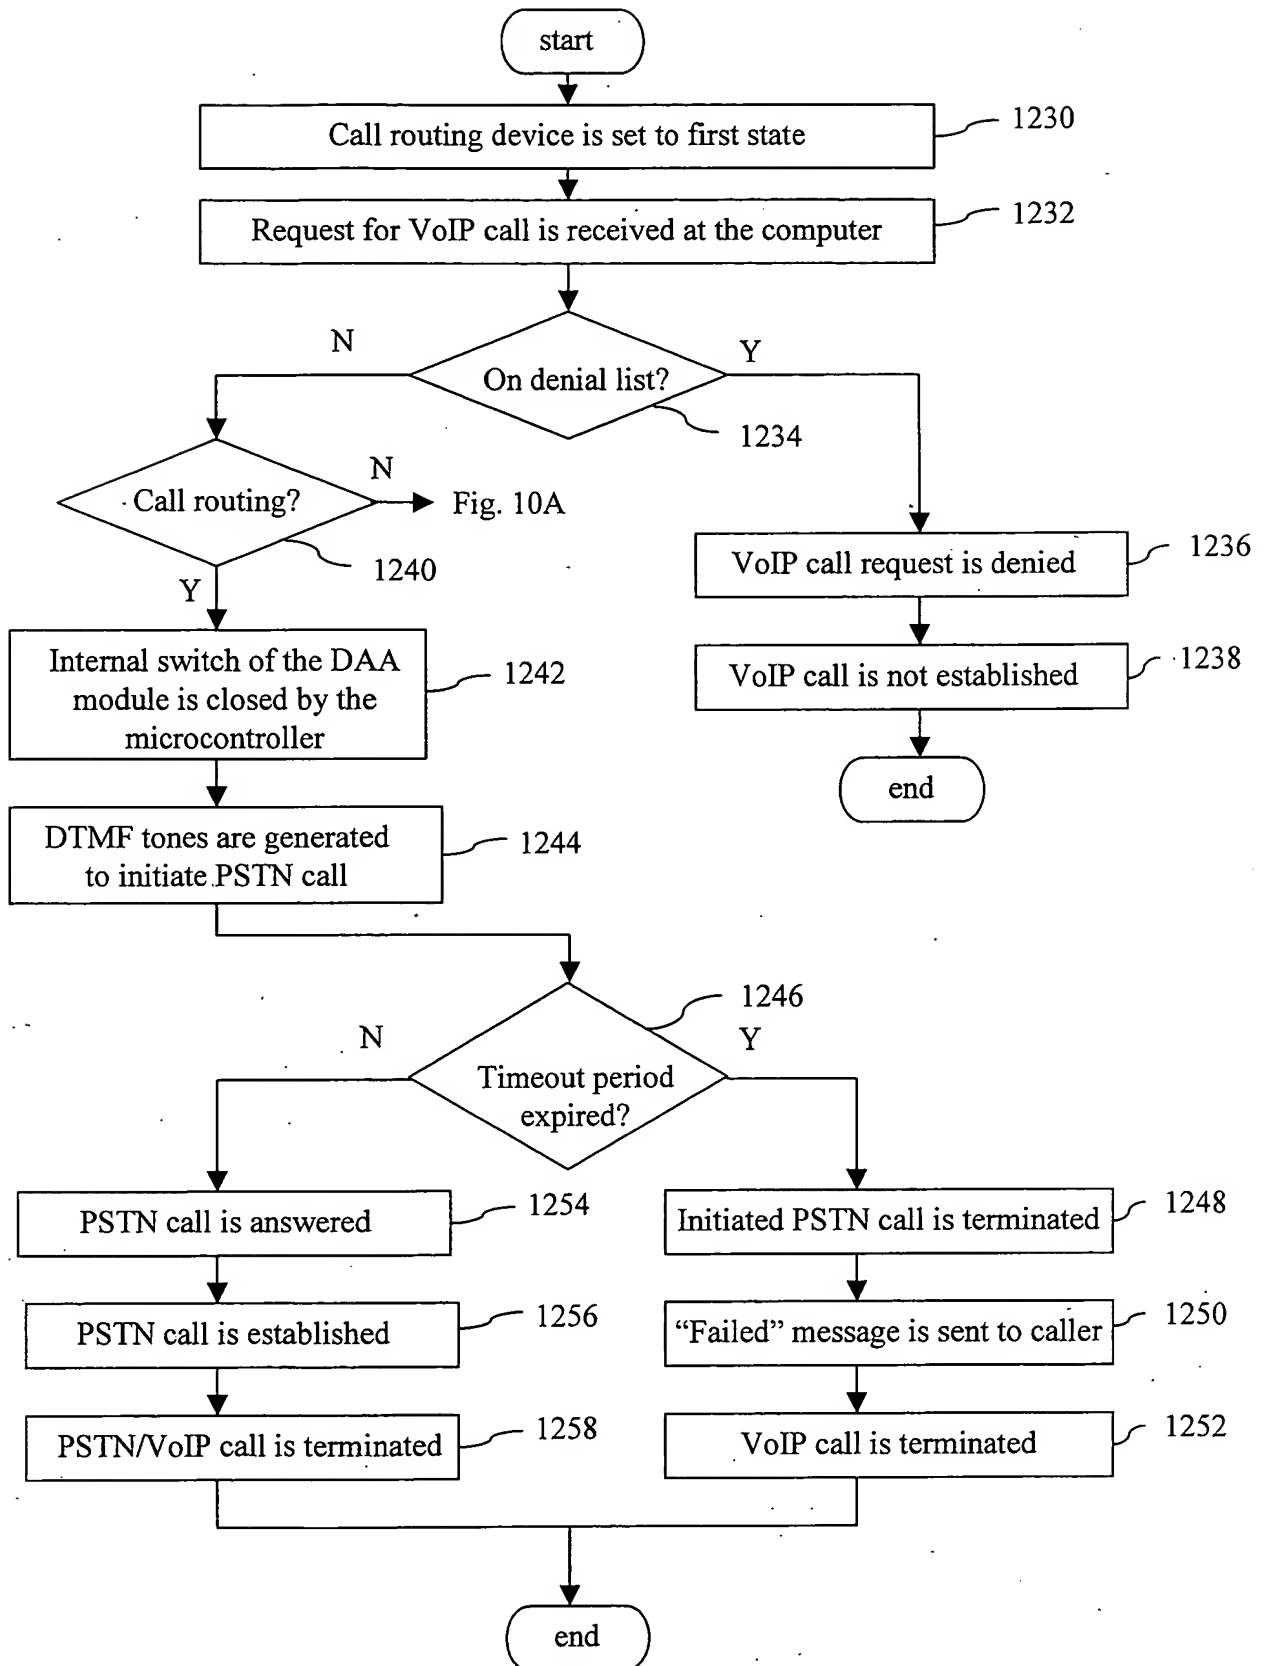 start
Call routing device is set to first state
1230
Request for VoIP call is received at the computer
1232
N
Y
On denial list?
1234
N
Call routing?
Fig. 10A
1240
Y
VoIP call request is denied
1236
Internal switch of the DAA
module is closed by the
microcontroller
1242
VoIP call is not established
1238
end
DTMF tones are generated
to initiate PSTN call
1244
1246
N
Y
Timeout period
expired?
PSTN call is answered
1254
Initiated PSTN call is terminated
1248
PSTN call is established
1256
“Failed” message is sent to caller
1250
PSTN/VoIP call is terminated
1258
VoIP call is terminated
1252
end